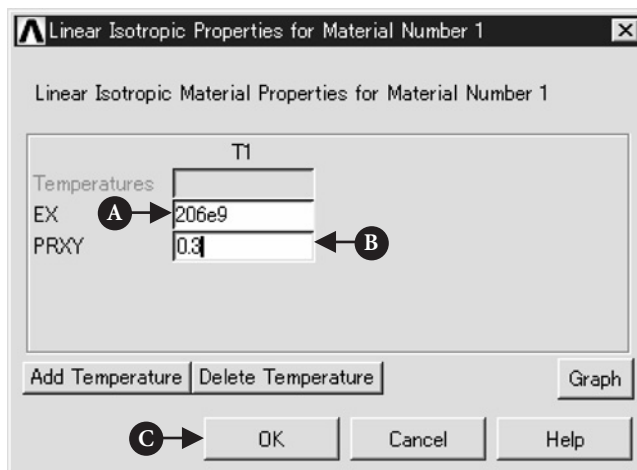 Linear Isotropic Properties for Material Number 1
Linear Isotropic Material Properties for Material Number 1
T1
Temperatures
EX A 206e9
PRXY 0.3 B
Add Temperature Delete Temperature Graph
C OK Cancel Help